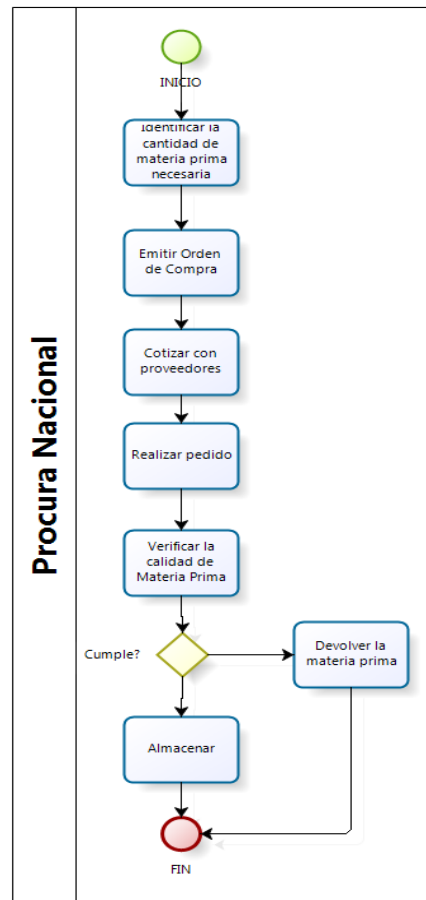 Procura Nacional
INICIO
Identificar la
cantidad de
materia prima
necesaria
Emitir Orden
de Compra
Cotizar con
proveedores
Realizar pedido
Verificar la
calidad de
Materia Prima
Cumple?
Devolver la
materia prima
Almacenar
FIN